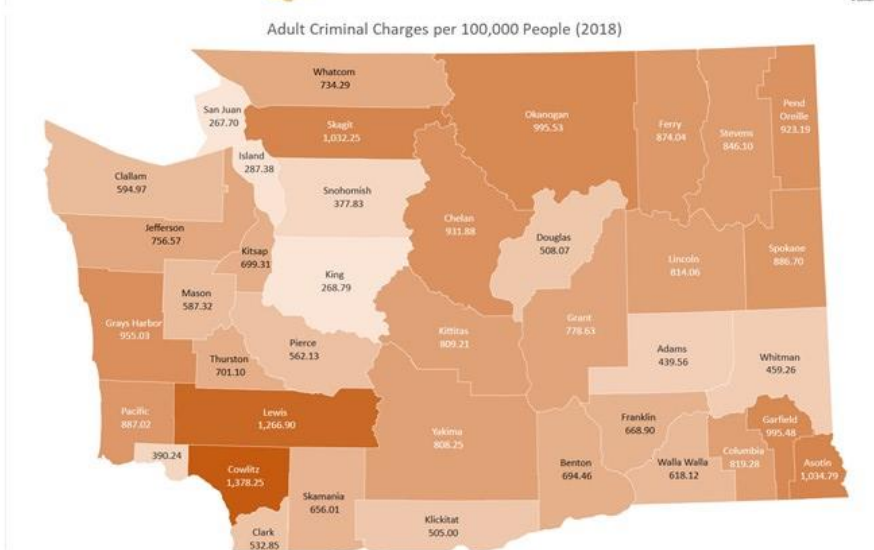 Adult Criminal Charges per 100,000 People (2018)
Whatcom
734.29
San Juan
267.70
Skagit
1,032.25
Okanogan
995.53
Ferry
874.04
Stevens
846.10
Pend
Oreille
923.19
Island
287.38
Clallam
594.97
Snohomish
377.83
Chelan
931.88
Douglas
508.07
Jefferson
756.57
Kitsap
699.31
King
268.79
Lincoln
814.06
Spokane
886.70
Mason
587.32
Grays Harbor
955.03
Kittitas
809.21
Grant
778.63
Pierce
562.13
Thurston
701.10
Adams
439.56
Whitman
459.26
Pacific
887.02
Lewis
1,266.90
Yakima
808.25
Franklin
668.90
Garfield
995.48
390.24
Cowlitz
1,378.25
Benton
694.46
Walla Walla
618.12
Columbia
819.28
Asotin
1,034.79
Skamania
656.01
Klickitat
505.00
Clark
532.85